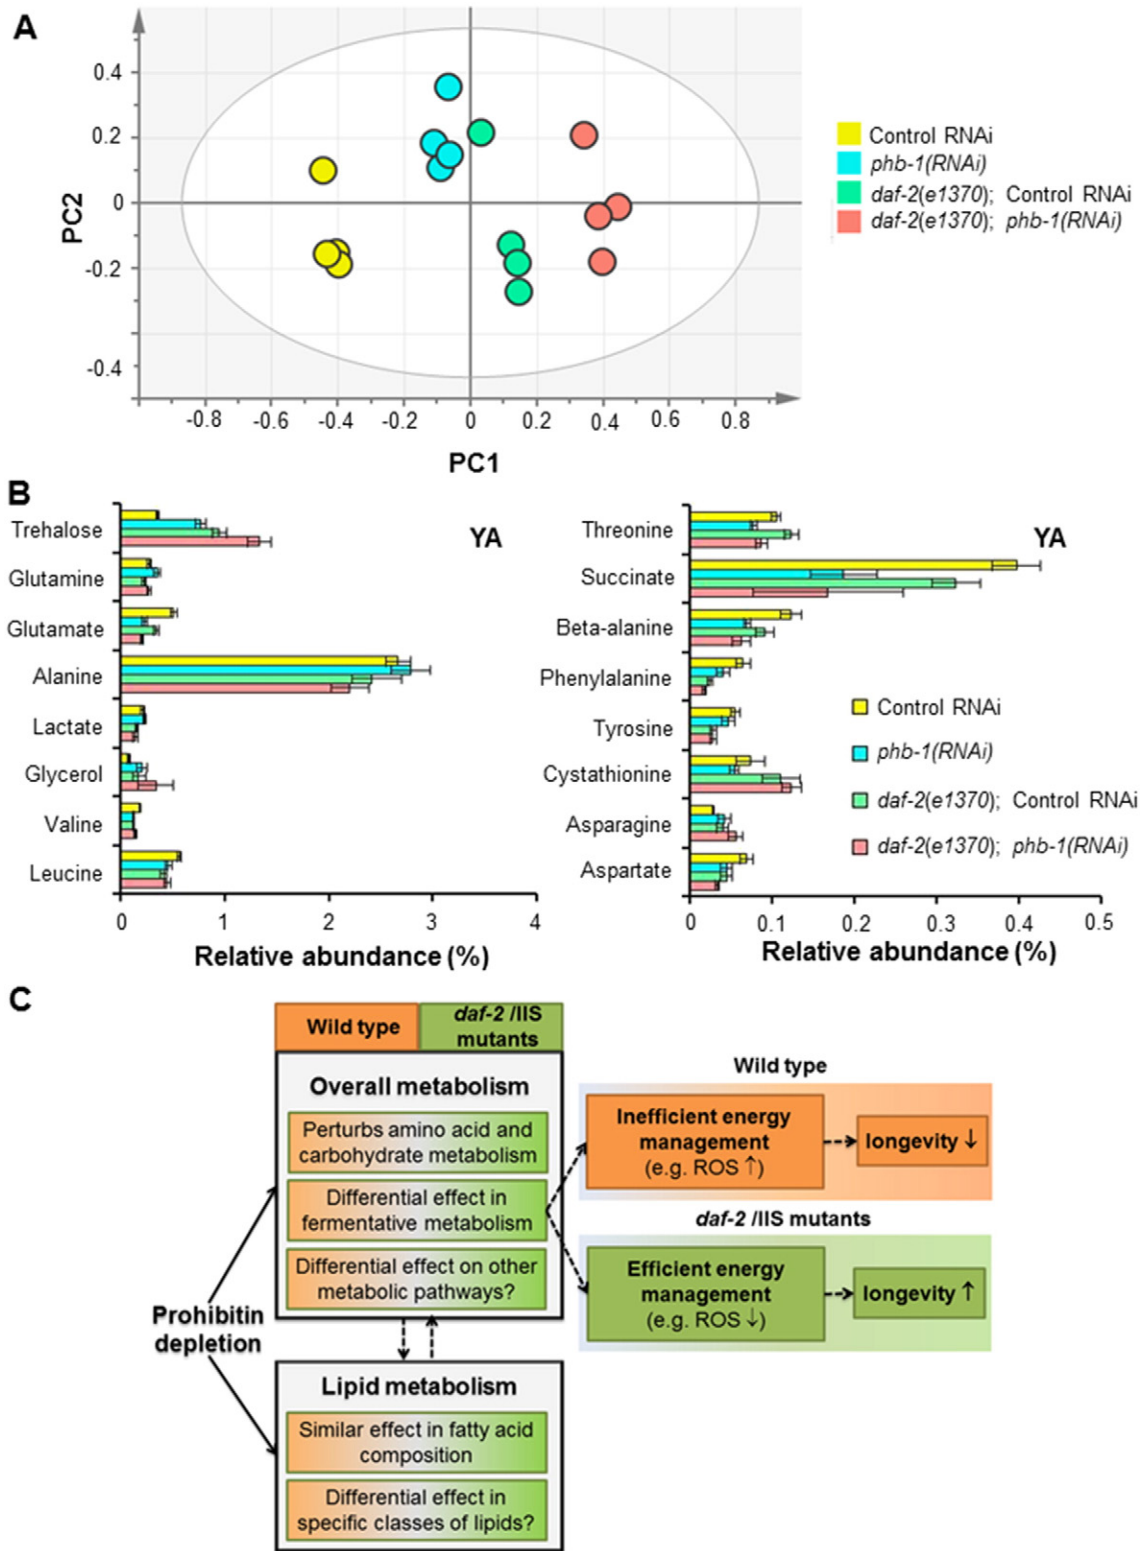 A
0.4
0.2
0
-0.2
-0.4
PC2
-0.8
-0.6
-0.4
-0.2
0
0.2
0.4
0.6
0.8
PC1
Control RNAi
phb-1(RNAi)
daf-2(e1370); Control RNAi
daf-2(e1370); phb-1(RNAi)
B
Trehalose
Glutamine
Glutamate
Alanine
Lactate
Glycerol
Valine
Leucine
YA
0
1
2
3
4
Relative abundance (%)
Threonine
Succinate
Beta-alanine
Phenylalanine
Tyrosine
Cystathionine
Asparagine
Aspartate
YA
Control RNAi
phb-1(RNAi)
daf-2(e1370); Control RNAi
daf-2(e1370); phb-1(RNAi)
0
0.1
0.2
0.3
0.4
0.5
Relative abundance (%)
C
Prohibitin
depletion
Wild type
daf-2 /IIS
mutants
Overall metabolism
Perturbs amino acid and
carbohydrate metabolism
Differential effect in
fermentative metabolism
Differential effect on other
metabolic pathways?
Lipid metabolism
Similar effect in fatty acid
composition
Differential effect in
specific classes of lipids?
Wild type
Inefficient energy
management
(e.g. ROS ↑)
longevity ↓
daf-2 /IIS mutants
Efficient energy
management
(e.g. ROS ↓)
longevity ↑